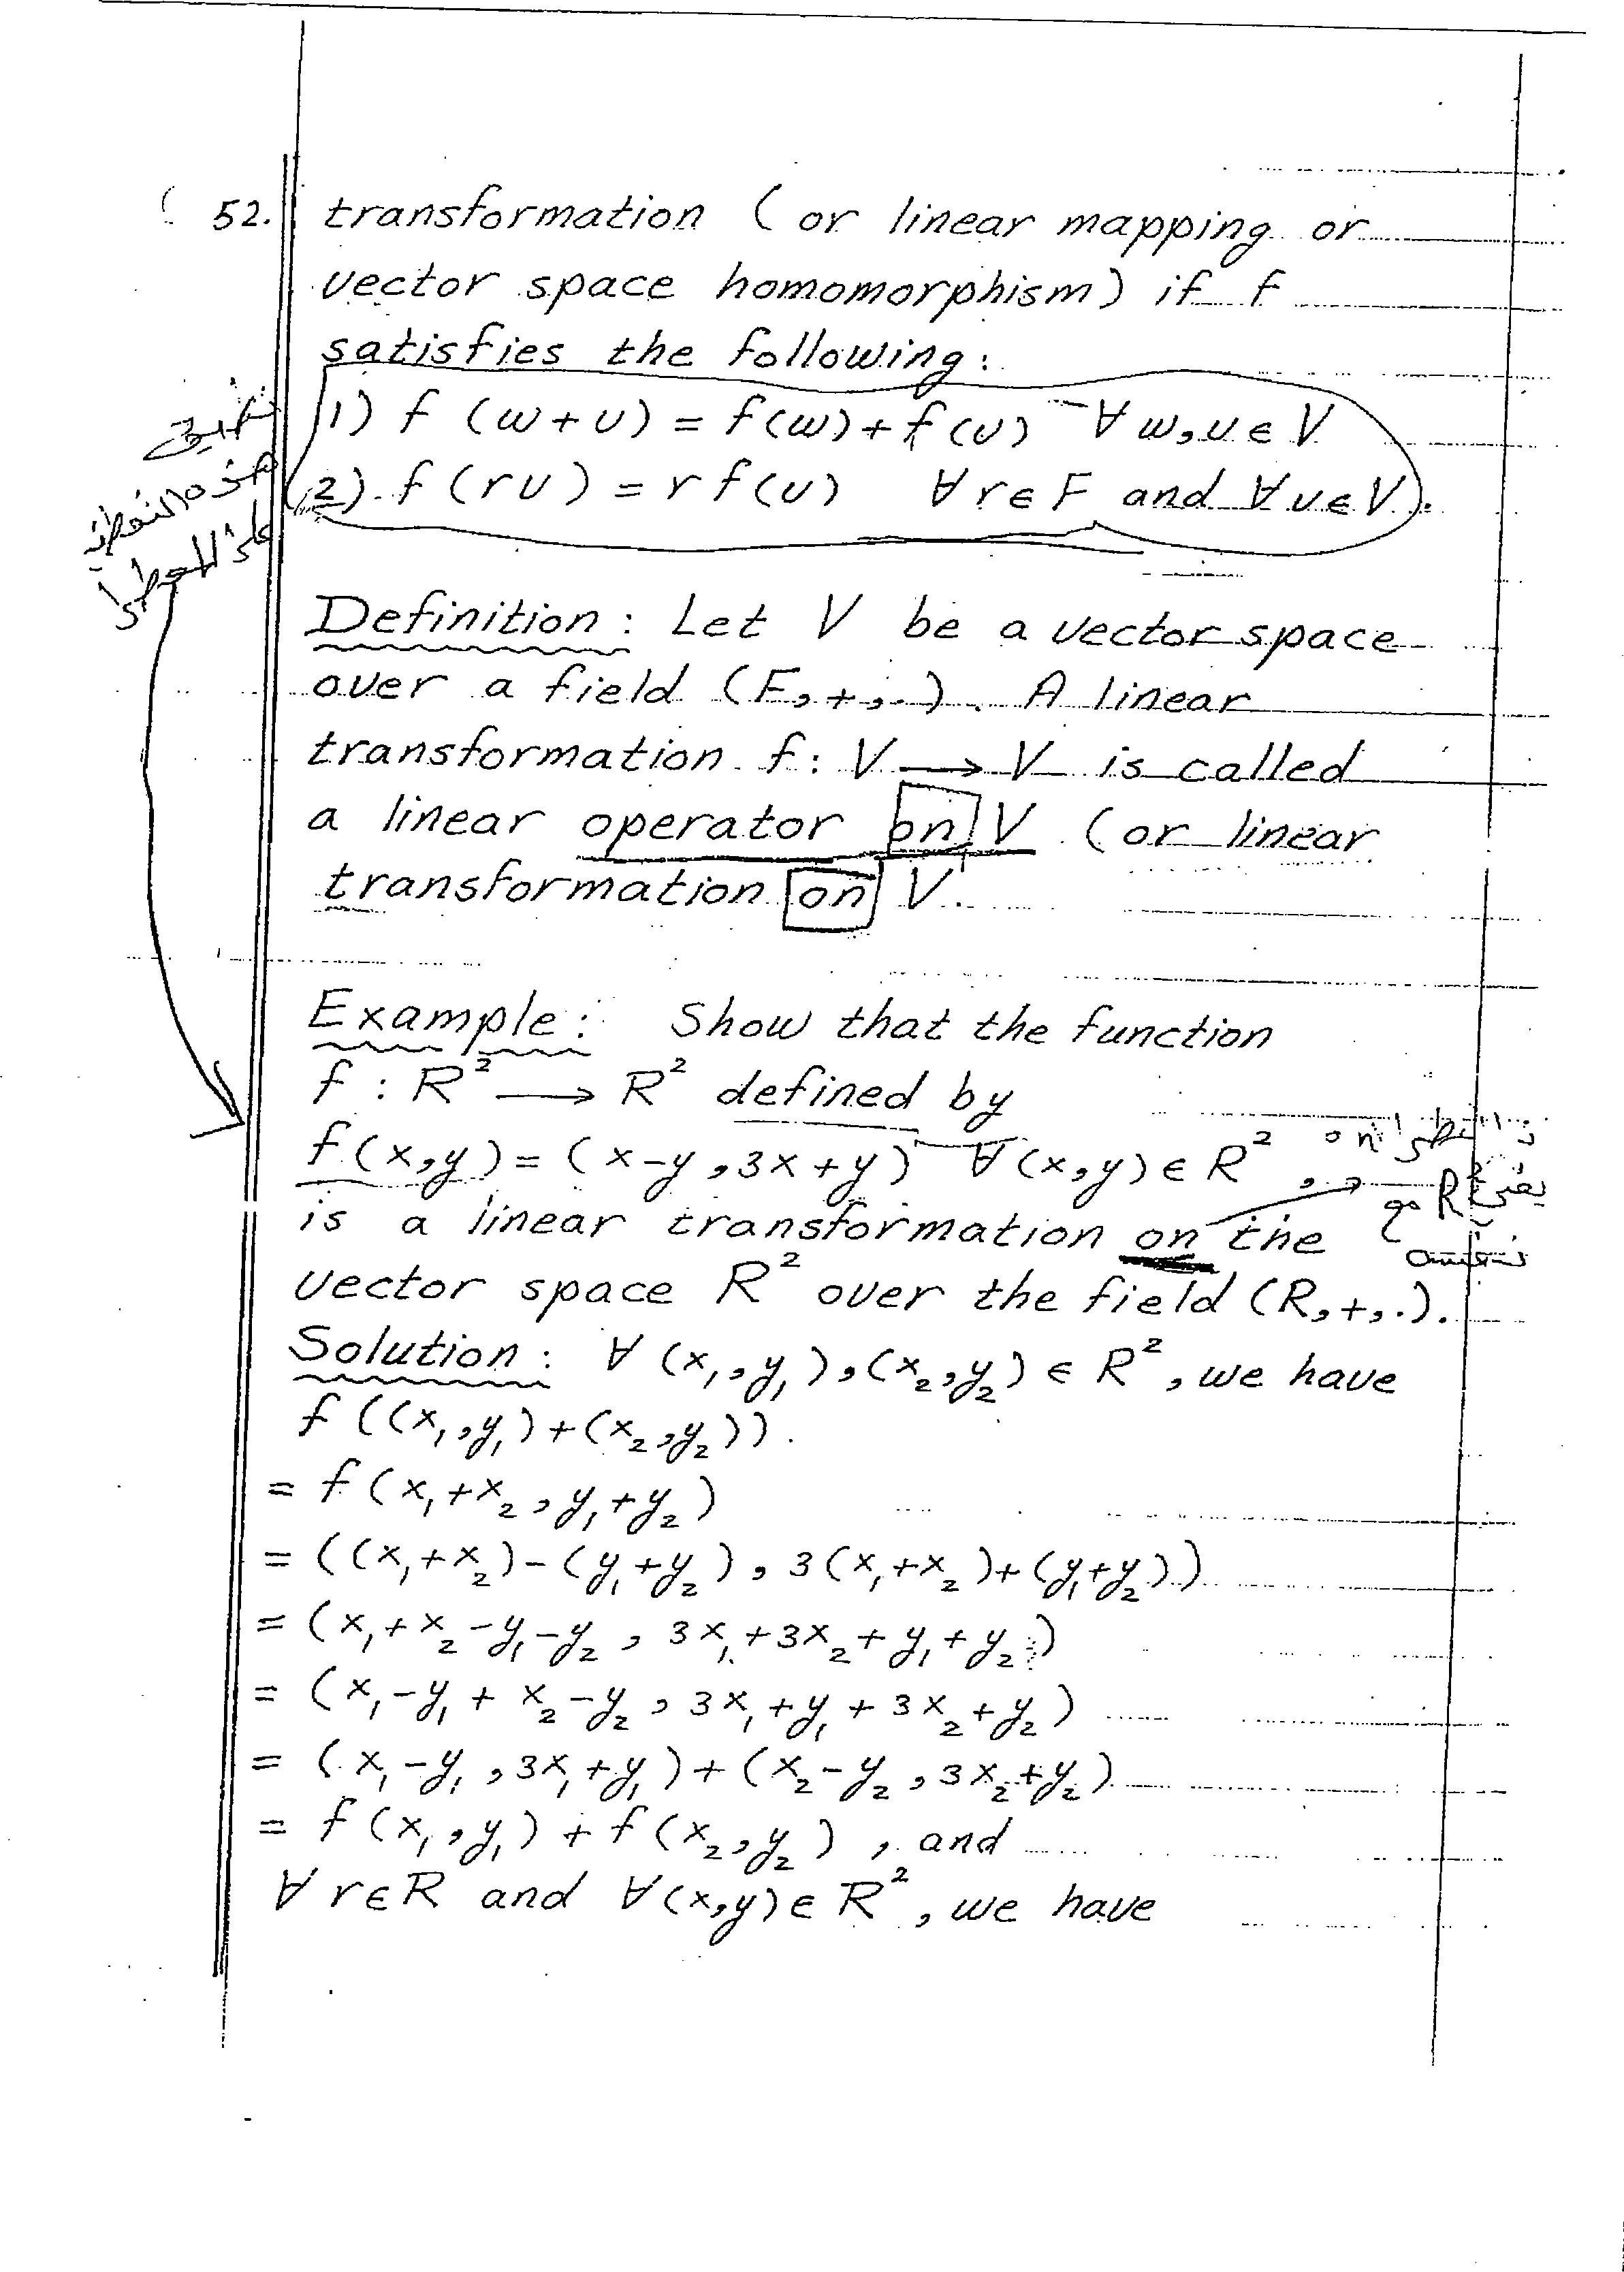 52.
transformation (or linear mapping or
vector space homomorphism) if f
satisfies the following:
1) f (w+v) = f(w)+f(v) ∀ w,v ∈ V
(2) f (rv) = r f(v) ∀ r ∈ F and ∀ v ∈ V).
Definition: Let V be a vector space
over a field (F,+,.). A linear
transformation f: V → V is called
a linear operator on V (or linear
transformation on V.
Example: Show that the function
f : R² → R² defined by
f(x,y) = (x-y,3x+y) ∀(x,y) ∈ R²,
is a linear transformation on the
vector space R² over the field (R,+,.).
Solution: ∀ (x₁,y₁),(x₂,y₂) ∈ R², we have
f ((x₁,y₁)+(x₂,y₂)).
= f(x₁+x₂,y₁+y₂)
= ((x₁+x₂)-(y₁+y₂), 3(x₁+x₂)+(y₁+y₂))
= (x₁+x₂-y₁-y₂, 3x₁+3x₂+y₁+y₂)
= (x₁-y₁+x₂-y₂, 3x₁+y₁+3x₂+y₂)
= (x₁-y₁,3x₁+y₁)+(x₂-y₂,3x₂+y₂)
= f(x₁,y₁)+f(x₂,y₂), and
∀ r∈R and ∀(x,y)∈ R², we have